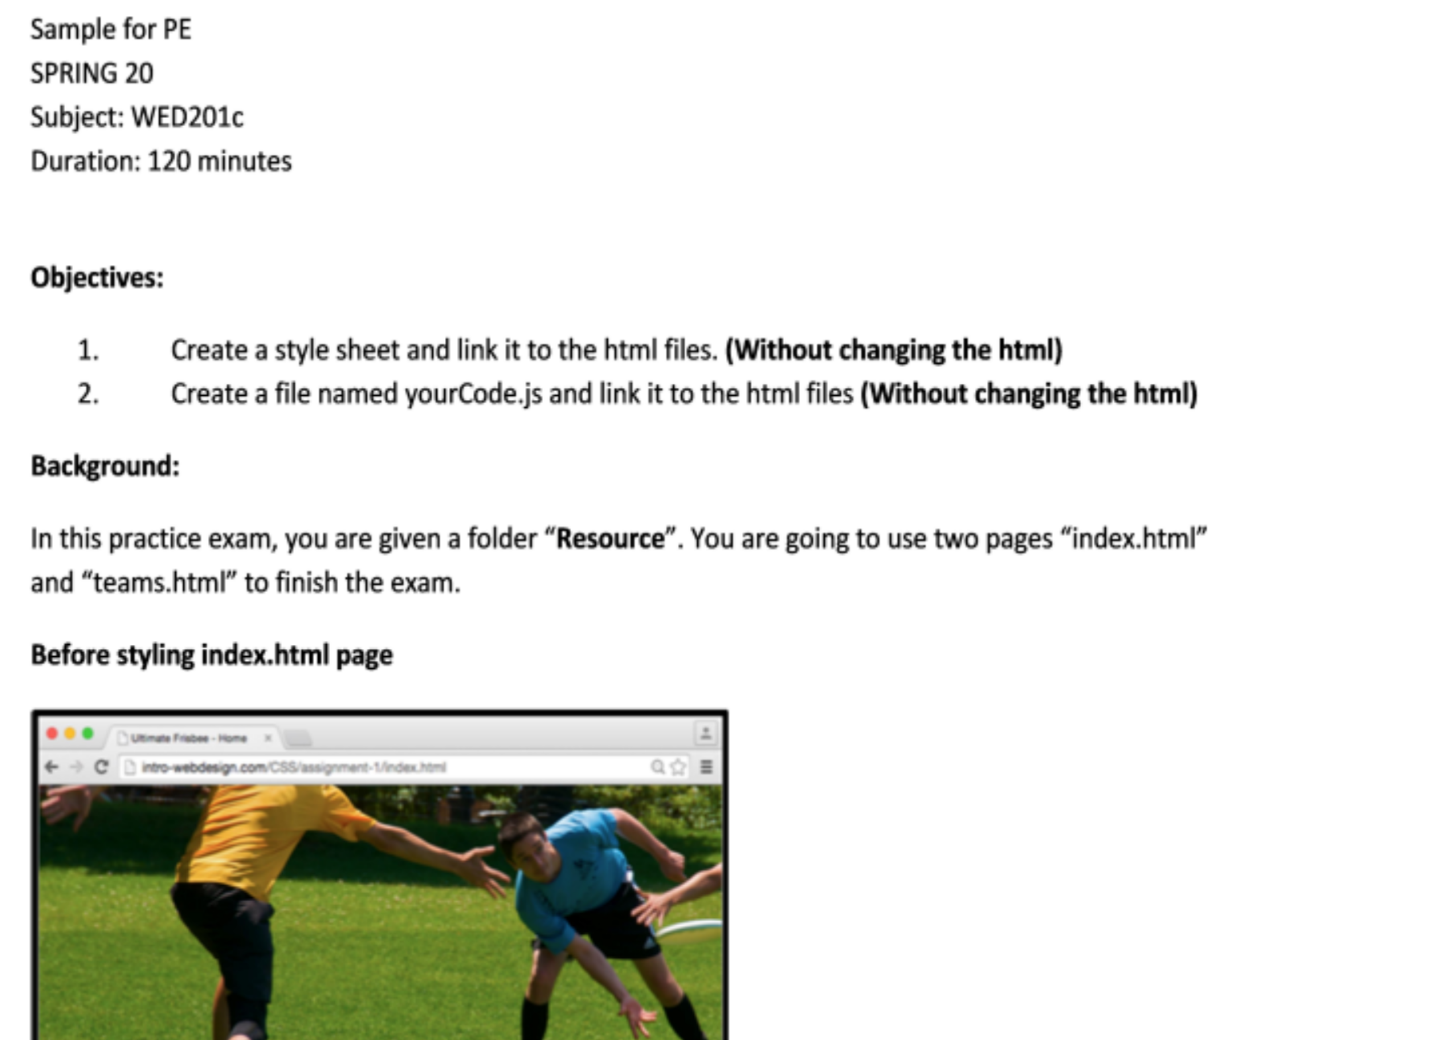 Sample for PE
SPRING 20
Subject: WED201c
Duration: 120 minutes
Objectives:
1. Create a style sheet and link it to the html files. (Without changing the html)
2. Create a file named yourCode.js and link it to the html files (Without changing the html)
Background:
In this practice exam, you are given a folder “Resource”. You are going to use two pages “index.html”
and “teams.html” to finish the exam.
Before styling index.html page
Ultimate Frisbee - Home
intro-webdesign.com/CSS/assignment-1/index.html